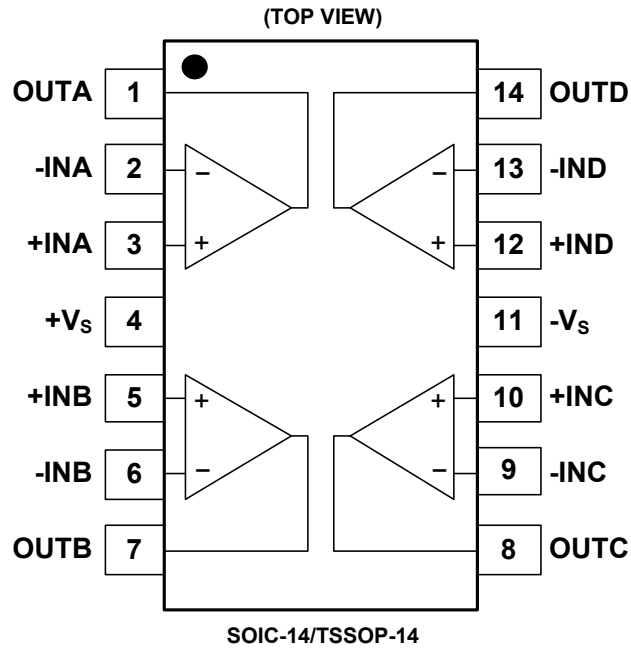 (TOP VIEW)
OUTA 1 14 OUTD
-INA 2 − − 13 -IND
+INA 3 + + 12 +IND
+VS 4 11 -VS
+INB 5 + + 10 +INC
-INB 6 − − 9 -INC
OUTB 7 8 OUTC
SOIC-14/TSSOP-14